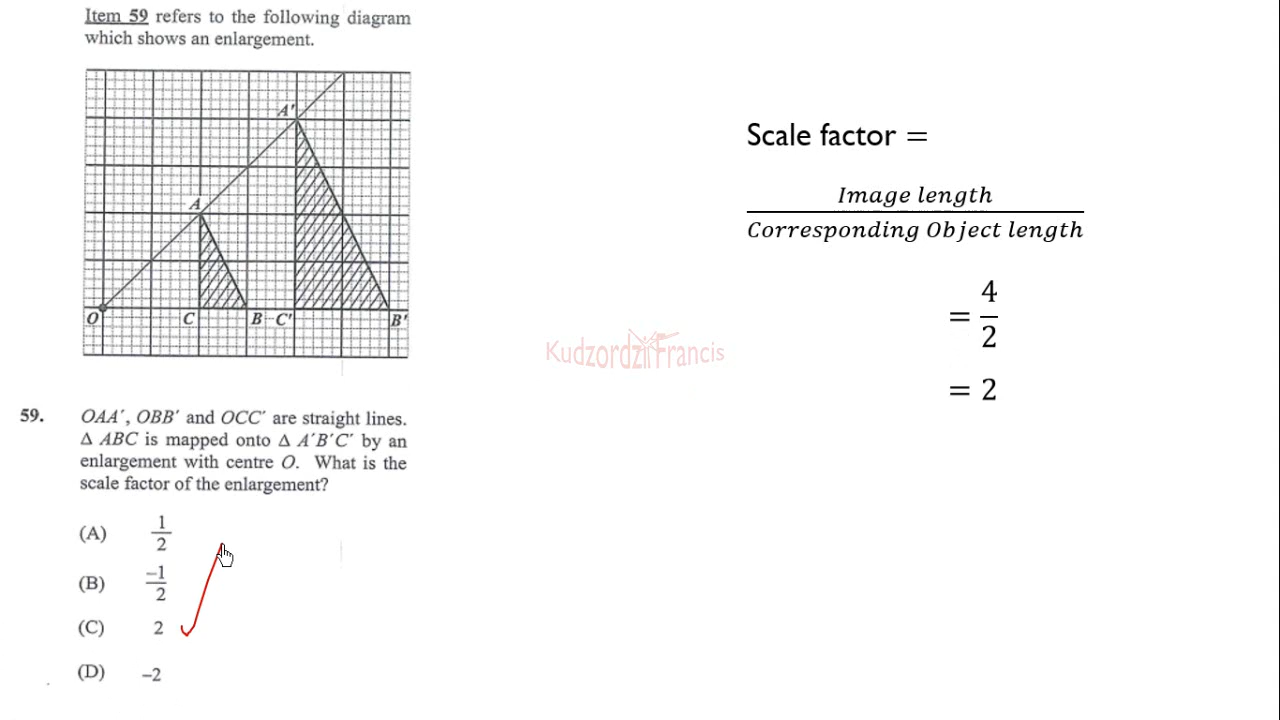 Item 59 refers to the following diagram
which shows an enlargement.
A'
A
O
C
B
C'
B'
59. OAA′, OBB′ and OCC′ are straight lines.
Δ ABC is mapped onto Δ A′B′C′ by an
enlargement with centre O. What is the
scale factor of the enlargement?
(A) 1/2
(B) –1/2
(C) 2
(D) –2
Scale factor =
Image length
Corresponding Object length
= 4/2
= 2
Kudzordzi Francis